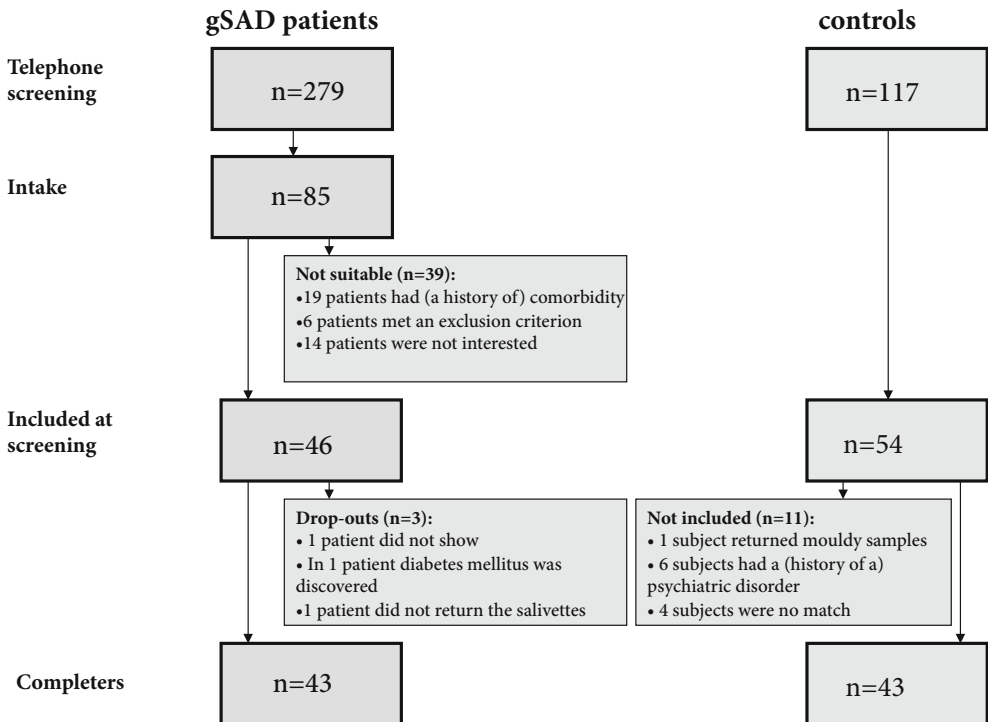 gSAD patients
controls
Telephone
screening
n=279
n=117
Intake
n=85
Not suitable (n=39):
•19 patients had (a history of) comorbidity
•6 patients met an exclusion criterion
•14 patients were not interested
Included at
screening
n=46
n=54
Drop-outs (n=3):
• 1 patient did not show
• In 1 patient diabetes mellitus was
discovered
•1 patient did not return the salivettes
Not included (n=11):
• 1 subject returned mouldy samples
• 6 subjects had a (history of a)
psychiatric disorder
• 4 subjects were no match
Completers
n=43
n=43